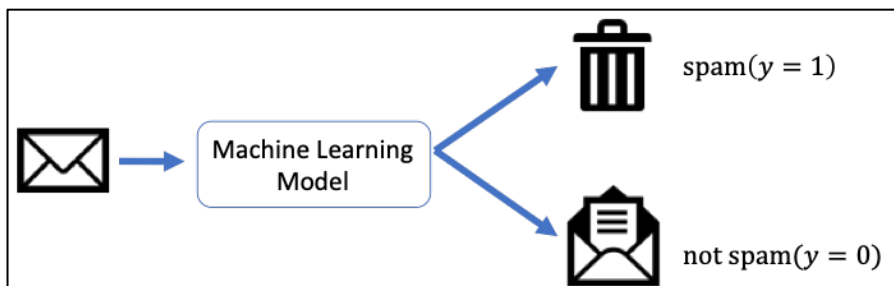 spam(y = 1)
Machine Learning
Model
not spam(y = 0)